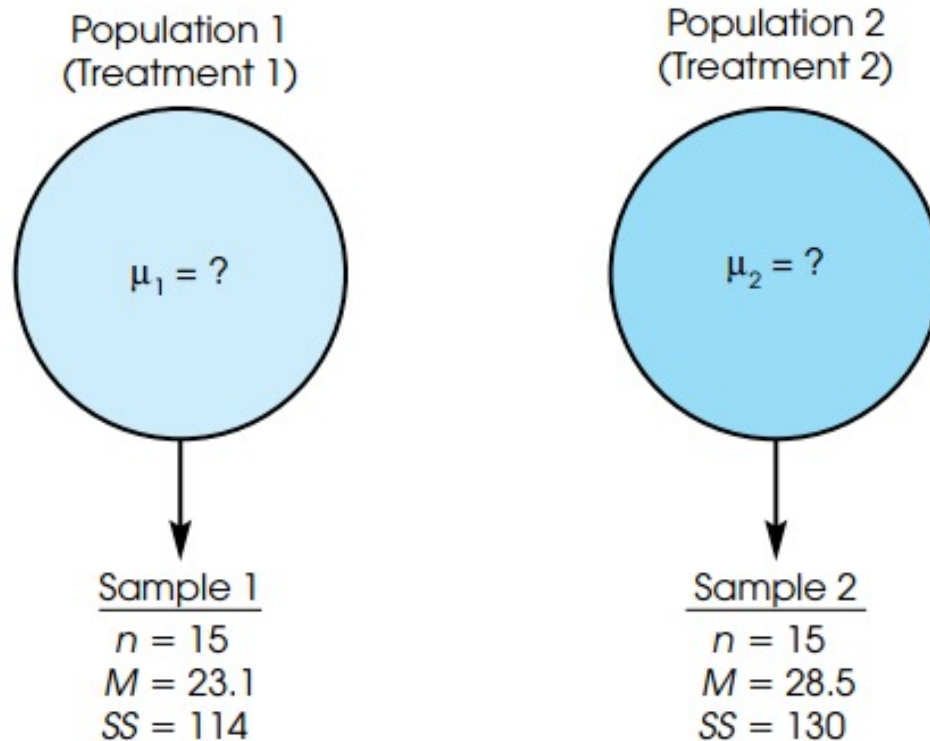 Population 1
(Treatment 1)
μ₁ = ?
Sample 1
n = 15
M = 23.1
SS = 114
Population 2
(Treatment 2)
μ₂ = ?
Sample 2
n = 15
M = 28.5
SS = 130